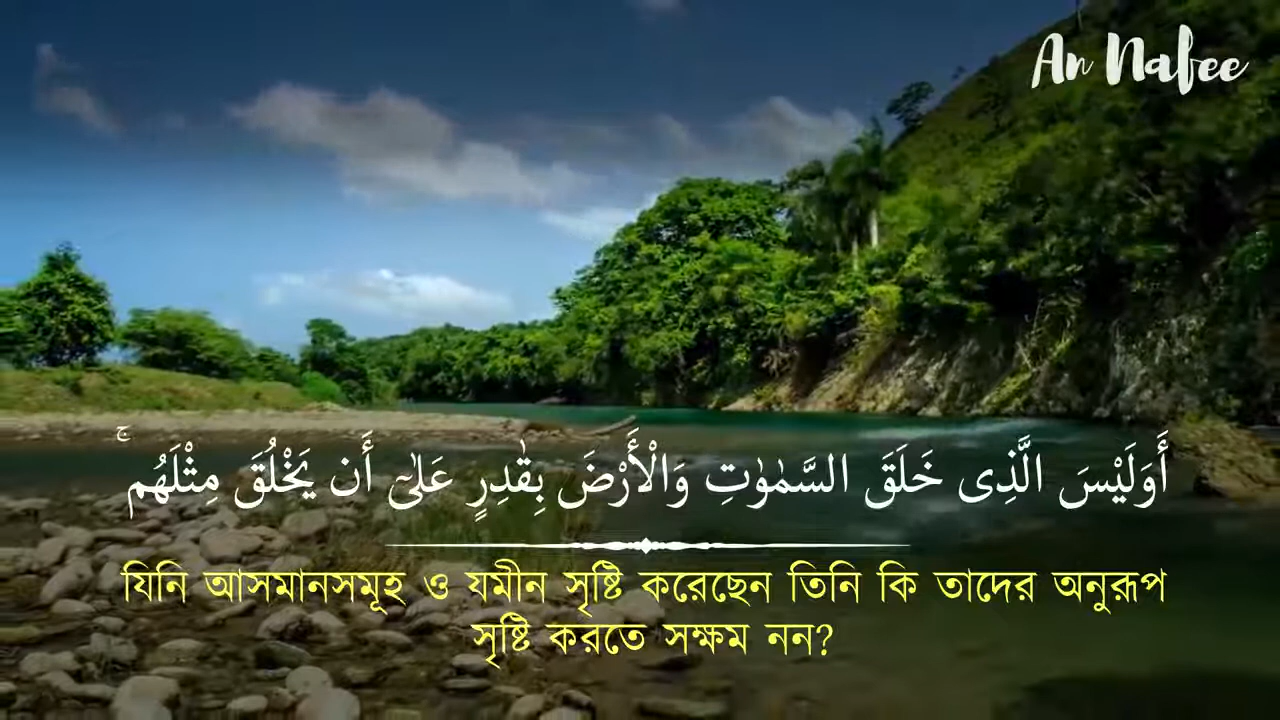 An Nafee
أَوَلَيْسَ الَّذِى خَلَقَ السَّمٰوٰتِ وَالْأَرْضَ بِقٰدِرٍ عَلٰىٓ أَن يَخْلُقَ مِثْلَهُم ۚ
যিনি আসমানসমূহ ও যমীন সৃষ্টি করেছেন তিনি কি তাদের অনুরূপ
সৃষ্টি করতে সক্ষম নন?